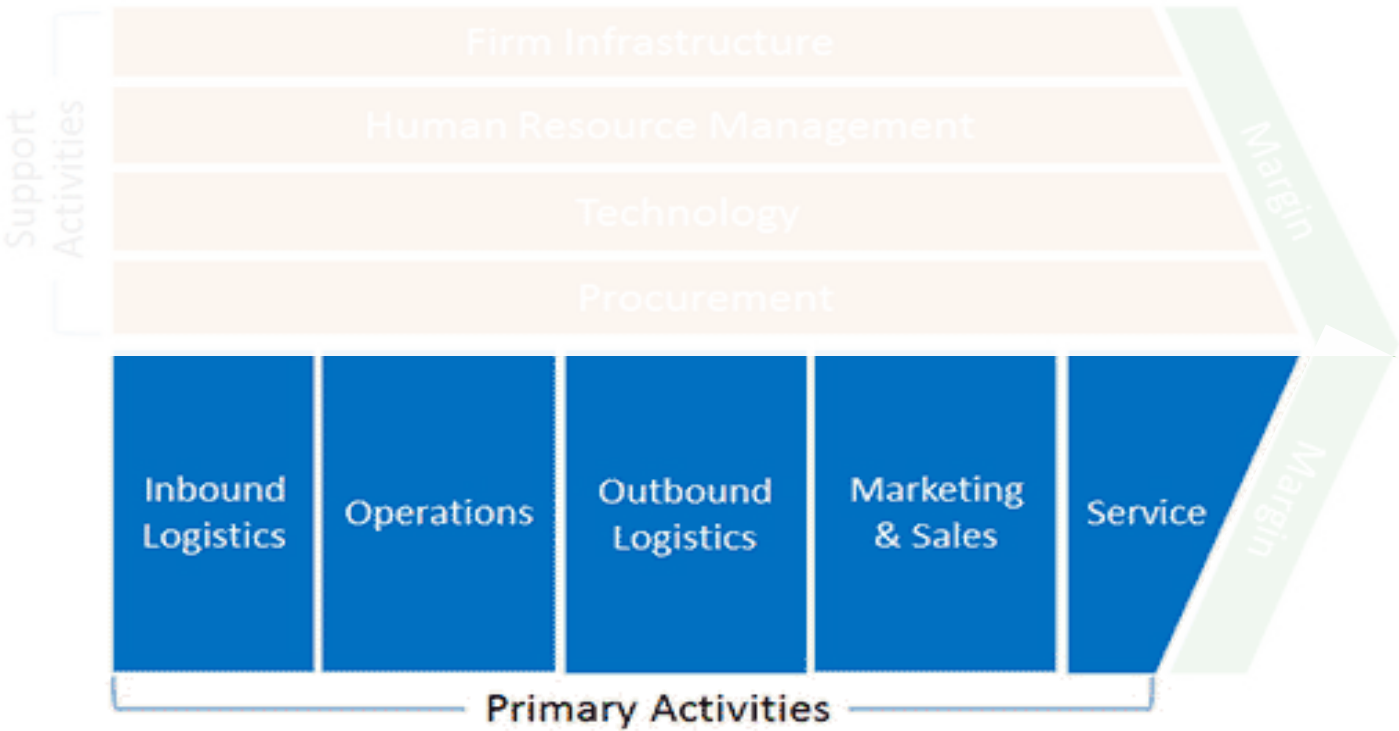 Firm Infrastructure
Human Resource Management
Technology
Procurement
Support
Activities
Margin
Inbound
Logistics
Operations
Outbound
Logistics
Marketing
& Sales
Service
Margin
Primary Activities